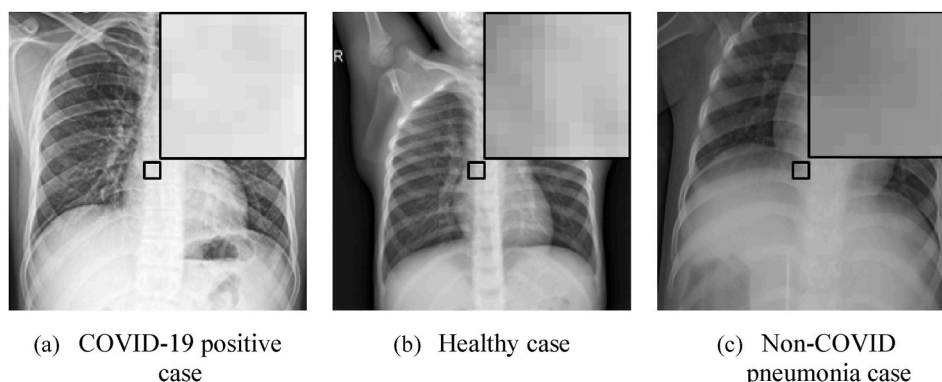 R
(a) COVID-19 positive
case
(b) Healthy case
(c) Non-COVID
pneumonia case